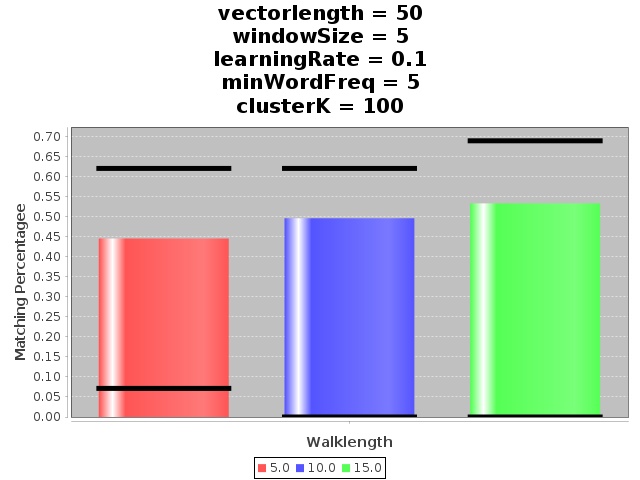 vectorlength = 50
windowSize = 5
learningRate = 0.1
minWordFreq = 5
clusterK = 100
0.70
0.65
0.60
0.55
0.50
0.45
0.40
0.35
0.30
0.25
0.20
0.15
0.10
0.05
0.00
Matching Percentagee
Walklength
5.0 10.0 15.0